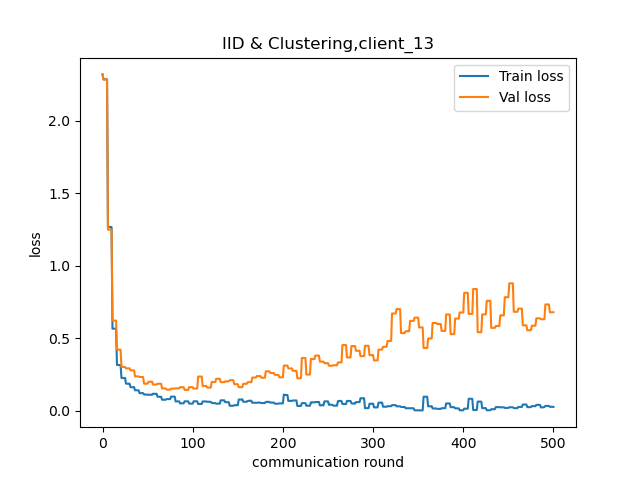 IID & Clustering,client_13
Train loss
Val loss
2.0
1.5
1.0
0.5
0.0
loss
0
100
200
300
400
500
communication round